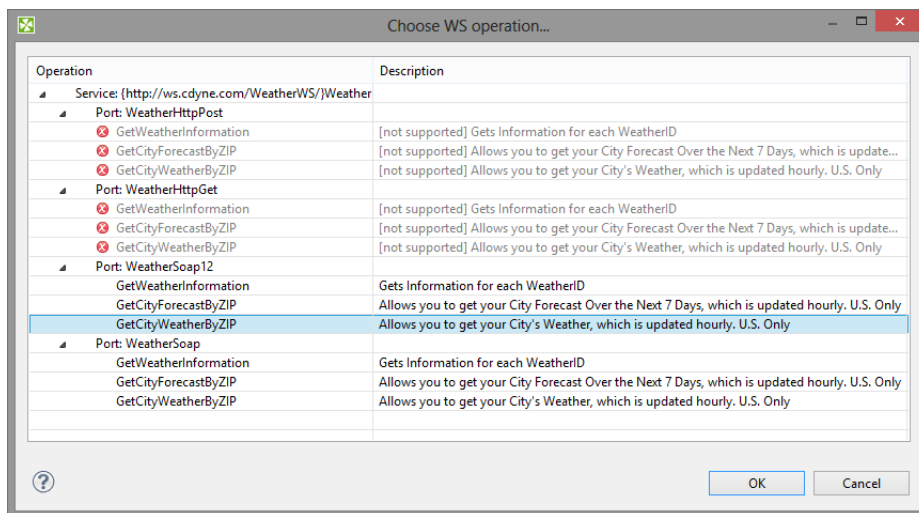 Choose WS operation...
Operation Description
Service: {http://ws.cdyne.com/WeatherWS/}Weather
Port: WeatherHttpPost
GetWeatherInformation [not supported] Gets Information for each WeatherID
GetCityForecastByZIP [not supported] Allows you to get your City Forecast Over the Next 7 Days, which is update...
GetCityWeatherByZIP [not supported] Allows you to get your City's Weather, which is updated hourly. U.S. Only
Port: WeatherHttpGet
GetWeatherInformation [not supported] Gets Information for each WeatherID
GetCityForecastByZIP [not supported] Allows you to get your City Forecast Over the Next 7 Days, which is update...
GetCityWeatherByZIP [not supported] Allows you to get your City's Weather, which is updated hourly. U.S. Only
Port: WeatherSoap12
GetWeatherInformation Gets Information for each WeatherID
GetCityForecastByZIP Allows you to get your City Forecast Over the Next 7 Days, which is updated hourly. U.S. Only
GetCityWeatherByZIP Allows you to get your City's Weather, which is updated hourly. U.S. Only
Port: WeatherSoap
GetWeatherInformation Gets Information for each WeatherID
GetCityForecastByZIP Allows you to get your City Forecast Over the Next 7 Days, which is updated hourly. U.S. Only
GetCityWeatherByZIP Allows you to get your City's Weather, which is updated hourly. U.S. Only
? OK Cancel